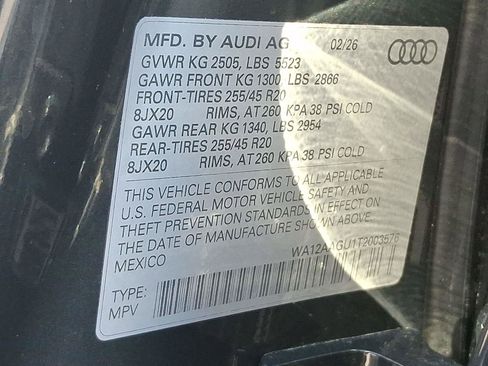 MFD. BY AUDI AG 02/26
GVWR KG 2505, LBS 5523
GAWR FRONT KG 1300, LBS 2866
FRONT-TIRES 255/45 R20
8JX20 RIMS, AT 260 KPA 38 PSI COLD
GAWR REAR KG 1340, LBS 2954
REAR-TIRES 255/45 R20
8JX20 RIMS, AT 260 KPA 38 PSI COLD
THIS VEHICLE CONFORMS TO ALL APPLICABLE
U.S. FEDERAL MOTOR VEHICLE SAFETY AND
THEFT PREVENTION STANDARDS IN EFFECT ON
DATE OF MANUFACTURE SHOWN ABOVE.
MEXICO
WA12AAGU1T2003576
TYPE:
MPV